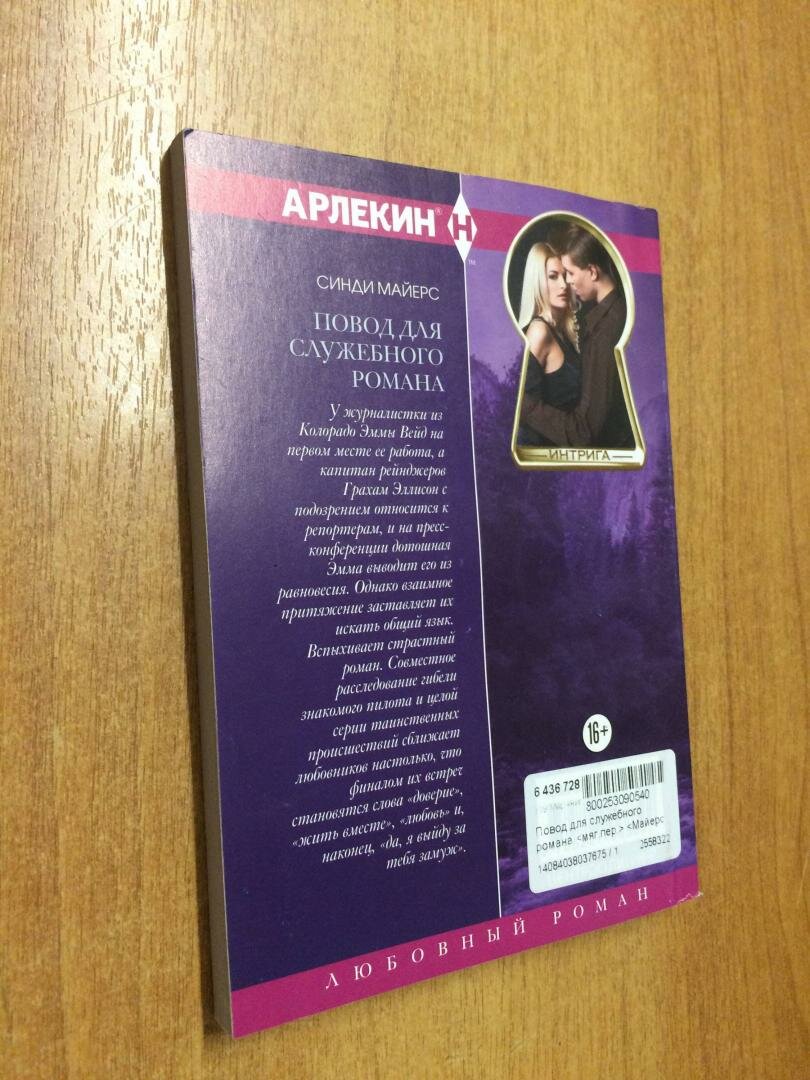 АРЛЕКИН® H
™
СИНДИ МАЙЕРС
ПОВОД ДЛЯ
СЛУЖЕБНОГО
РОМАНА
У журналистки из
Колорадо Эммы Вейд на
первом месте ее работа, а
капитан рейнджеров
Грахам Эллисон с
подозрением относится к
репортерам, и на пресс-
конференции дотошная
Эмма выводит его из
равновесия. Однако взаимное
притяжение заставляет их
искать общий язык.
Вспыхивает страстный
роман. Совместное
расследование гибели
знакомого пилота и целой
серии таинственных
происшествий сближает
любовников настолько, что
финалом их встреч
становятся слова «доверие»,
«жить вместе», «любовь» и,
наконец, «да, я выйду за
тебя замуж».
ИНТРИГА
16+
6 436 728
800253090540
Повод для служебного
романа <мяг.пер.> <Майерс
14084038037675 / 1
2558322
ЛЮБОВНЫЙ РОМАН